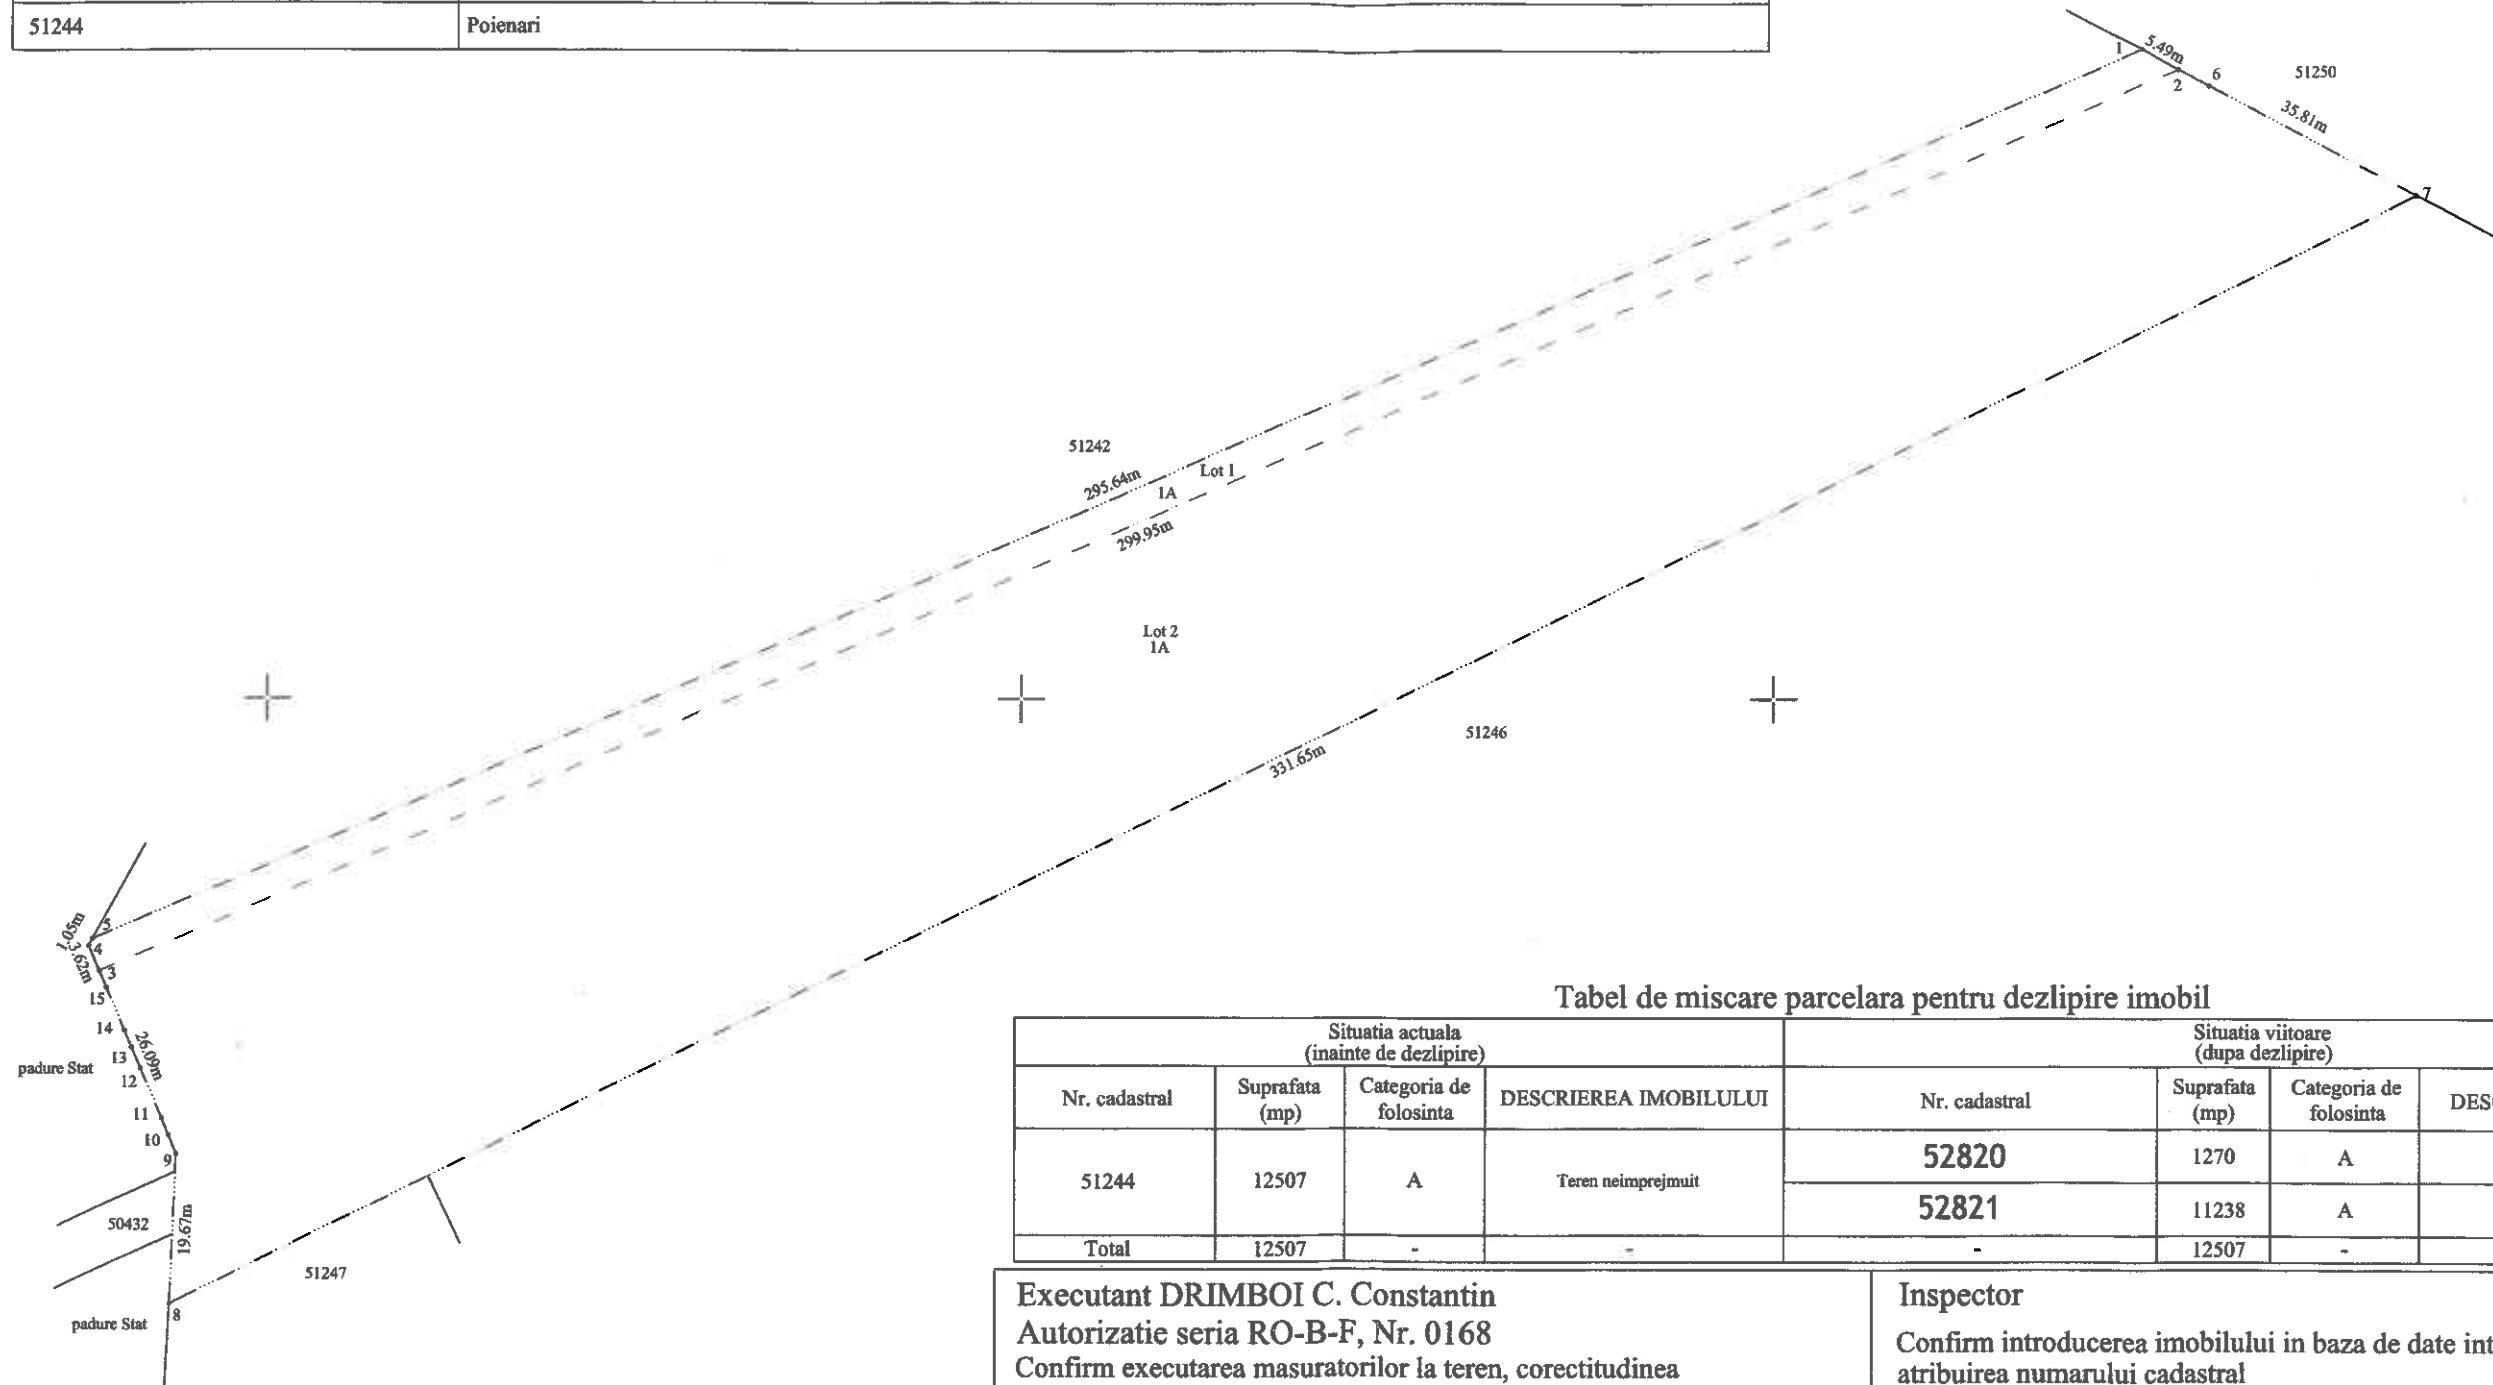 51244 Poienari
1 5.49m
2 6 51250
35.81m
7
51242
295.64m Lot 1
1A
299.95m
Lot 2
1A
51246
331.65m
1.05m 5
4
3.62m 3
15
14 26.09m
13
padure Stat
12
11
10
9
50432 19.67m
51247
8
padure Stat
Tabel de miscare parcelara pentru dezlipire imobil
Situatia actuala
(inainte de dezlipire)
Situatia viitoare
(dupa dezlipire)
Nr. cadastral Suprafata (mp) Categoria de folosinta DESCRIEREA IMOBILULUI Nr. cadastral Suprafata (mp) Categoria de folosinta DES
51244 12507 A Teren neimprejmuit
52820 1270 A
52821 11238 A
Total 12507 - - - 12507 -
Executant DRIMBOI C. Constantin
Autorizatie seria RO-B-F, Nr. 0168
Confirm executarea masuratorilor la teren, corectitudinea
Inspector
Confirm introducerea imobilului in baza de date int
atribuirea numarului cadastral